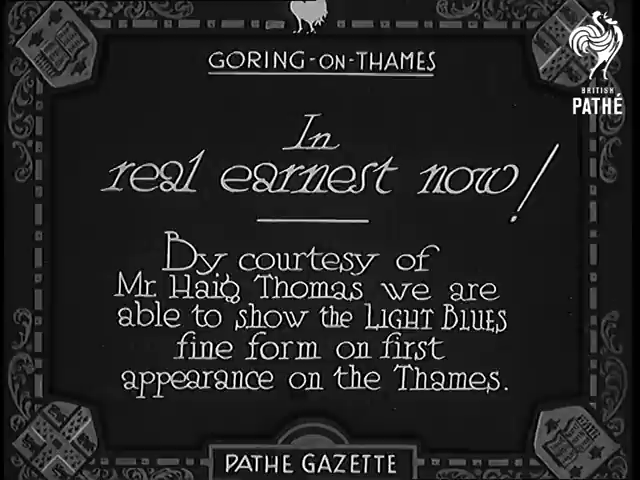 GORING-ON-THAMES
BRITISH
PATHÉ
In
real earnest now!
By courtesy of
Mr Haig Thomas we are
able to show the LIGHT BLUES
fine form on first
appearance on the Thames.
PATHE GAZETTE